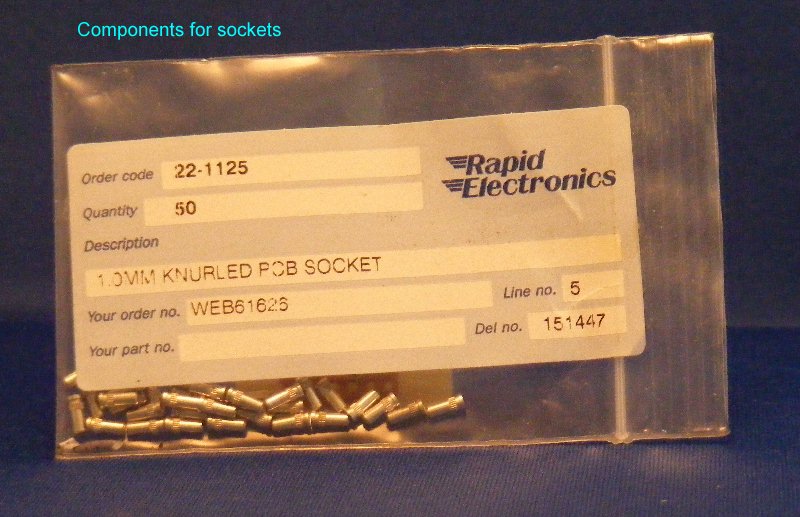 Components for sockets
Order code 22-1125
Rapid
Electronics
Quantity 50
Description
1.0MM KNURLED PCB SOCKET
Your order no. WEB61626
Line no. 5
Your part no.
Del no. 151447